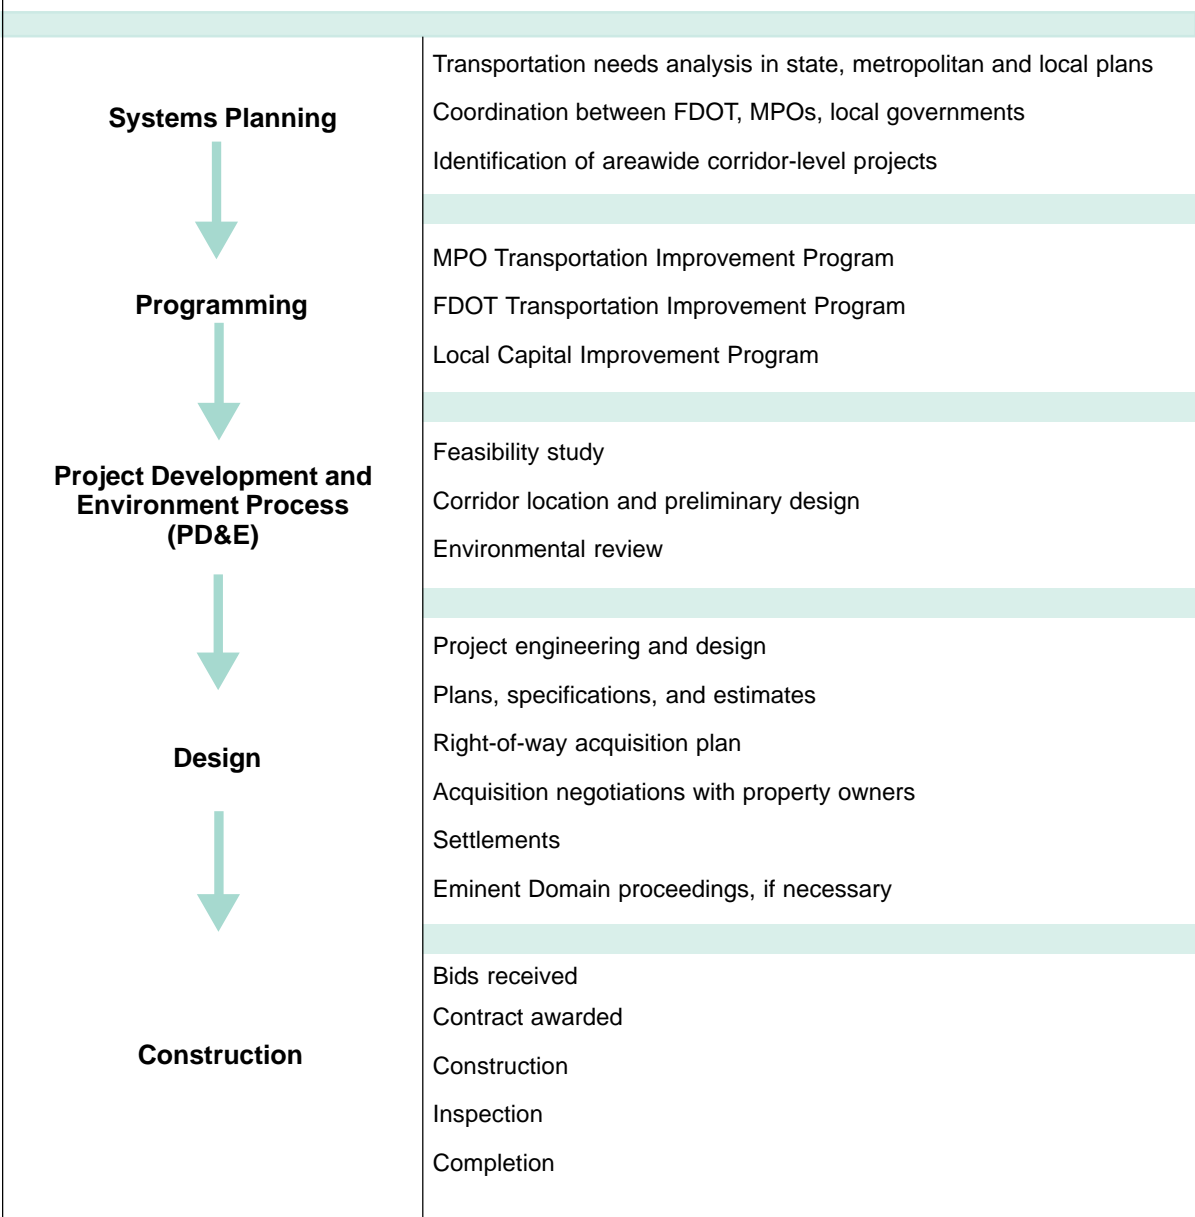 Systems Planning
Transportation needs analysis in state, metropolitan and local plans
Coordination between FDOT, MPOs, local governments
Identification of areawide corridor-level projects
Programming
MPO Transportation Improvement Program
FDOT Transportation Improvement Program
Local Capital Improvement Program
Project Development and
Environment Process
(PD&E)
Feasibility study
Corridor location and preliminary design
Environmental review
Design
Project engineering and design
Plans, specifications, and estimates
Right-of-way acquisition plan
Acquisition negotiations with property owners
Settlements
Eminent Domain proceedings, if necessary
Construction
Bids received
Contract awarded
Construction
Inspection
Completion